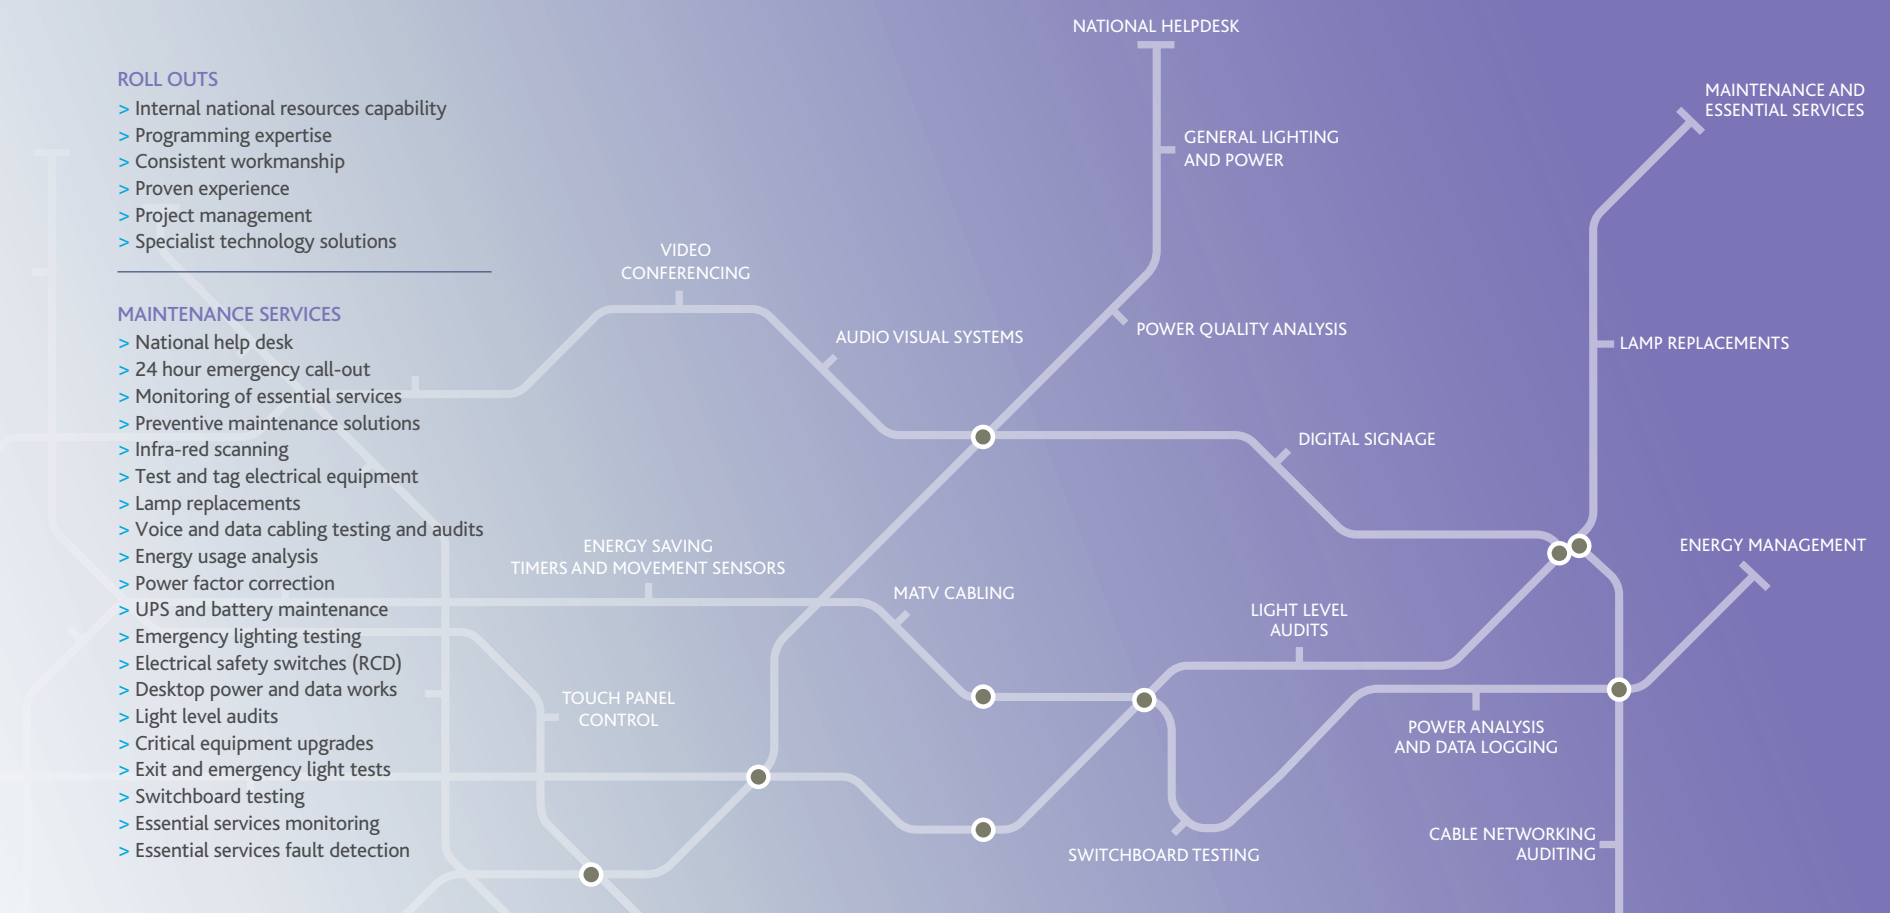 ROLL OUTS
> Internal national resources capability
> Programming expertise
> Consistent workmanship
> Proven experience
> Project management
> Specialist technology solutions
MAINTENANCE SERVICES
> National help desk
> 24 hour emergency call-out
> Monitoring of essential services
> Preventive maintenance solutions
> Infra-red scanning
> Test and tag electrical equipment
> Lamp replacements
> Voice and data cabling testing and audits
> Energy usage analysis
> Power factor correction
> UPS and battery maintenance
> Emergency lighting testing
> Electrical safety switches (RCD)
> Desktop power and data works
> Light level audits
> Critical equipment upgrades
> Exit and emergency light tests
> Switchboard testing
> Essential services monitoring
> Essential services fault detection
NATIONAL HELPDESK
MAINTENANCE AND
ESSENTIAL SERVICES
GENERAL LIGHTING
AND POWER
VIDEO
CONFERENCING
AUDIO VISUAL SYSTEMS
POWER QUALITY ANALYSIS
LAMP REPLACEMENTS
DIGITAL SIGNAGE
ENERGY SAVING
TIMERS AND MOVEMENT SENSORS
ENERGY MANAGEMENT
MATV CABLING
LIGHT LEVEL
AUDITS
TOUCH PANEL
CONTROL
POWER ANALYSIS
AND DATA LOGGING
SWITCHBOARD TESTING
CABLE NETWORKING
AUDITING